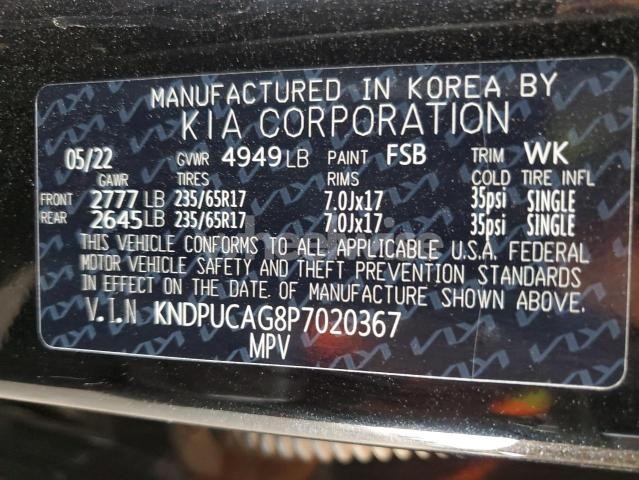 MANUFACTURED IN KOREA BY
KIA CORPORATION
05/22 GVWR 4949 LB PAINT FSB TRIM WK
GAWR TIRES RIMS COLD TIRE INFL
FRONT 2777 LB 235/65R17 7.0Jx17 35psi SINGLE
REAR 2645 LB 235/65R17 7.0Jx17 35psi SINGLE
THIS VEHICLE CONFORMS TO ALL APPLICABLE U.S.A. FEDERAL
MOTOR VEHICLE SAFETY AND THEFT PREVENTION STANDARDS
IN EFFECT ON THE DATE OF MANUFACTURE SHOWN ABOVE.
V.I.N KNDPUCAG8P7020367
MPV